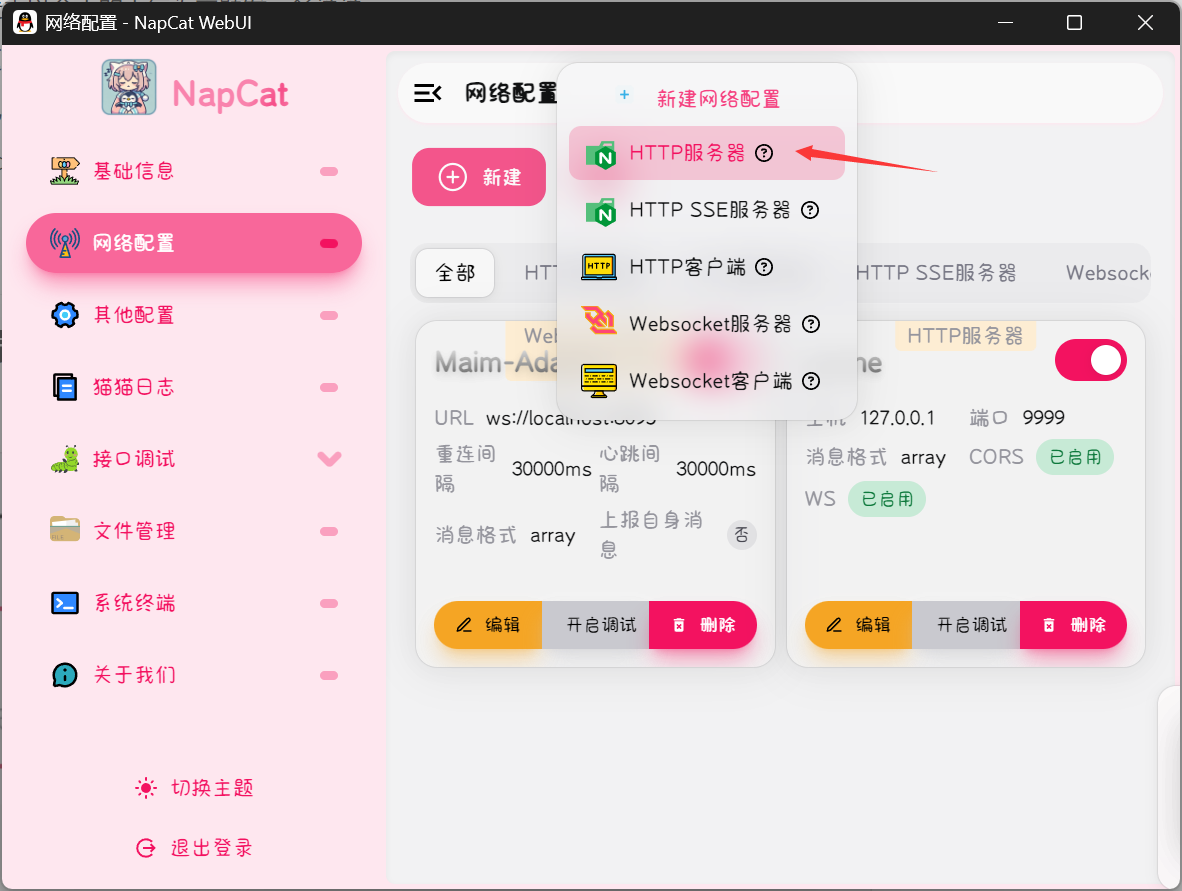 网络配置 - NapCat WebUI
NapCat
基础信息
网络配置
其他配置
猫猫日志
接口调试
文件管理
系统终端
关于我们
切换主题
退出登录
网络配置
新建
+ 新建网络配置
HTTP服务器
HTTP SSE服务器
HTTP
HTTP客户端
Websocket服务器
Websocket客户端
全部
HTTP SSE服务器
Maim-Ada
URL ws://localhost:8095
重连间隔 30000ms
心跳间隔 30000ms
消息格式 array
上报自身消息 否
编辑 开启调试 删除
HTTP服务器
主机 127.0.0.1 端口 9999
消息格式 array CORS 已启用
WS 已启用
编辑 开启调试 删除